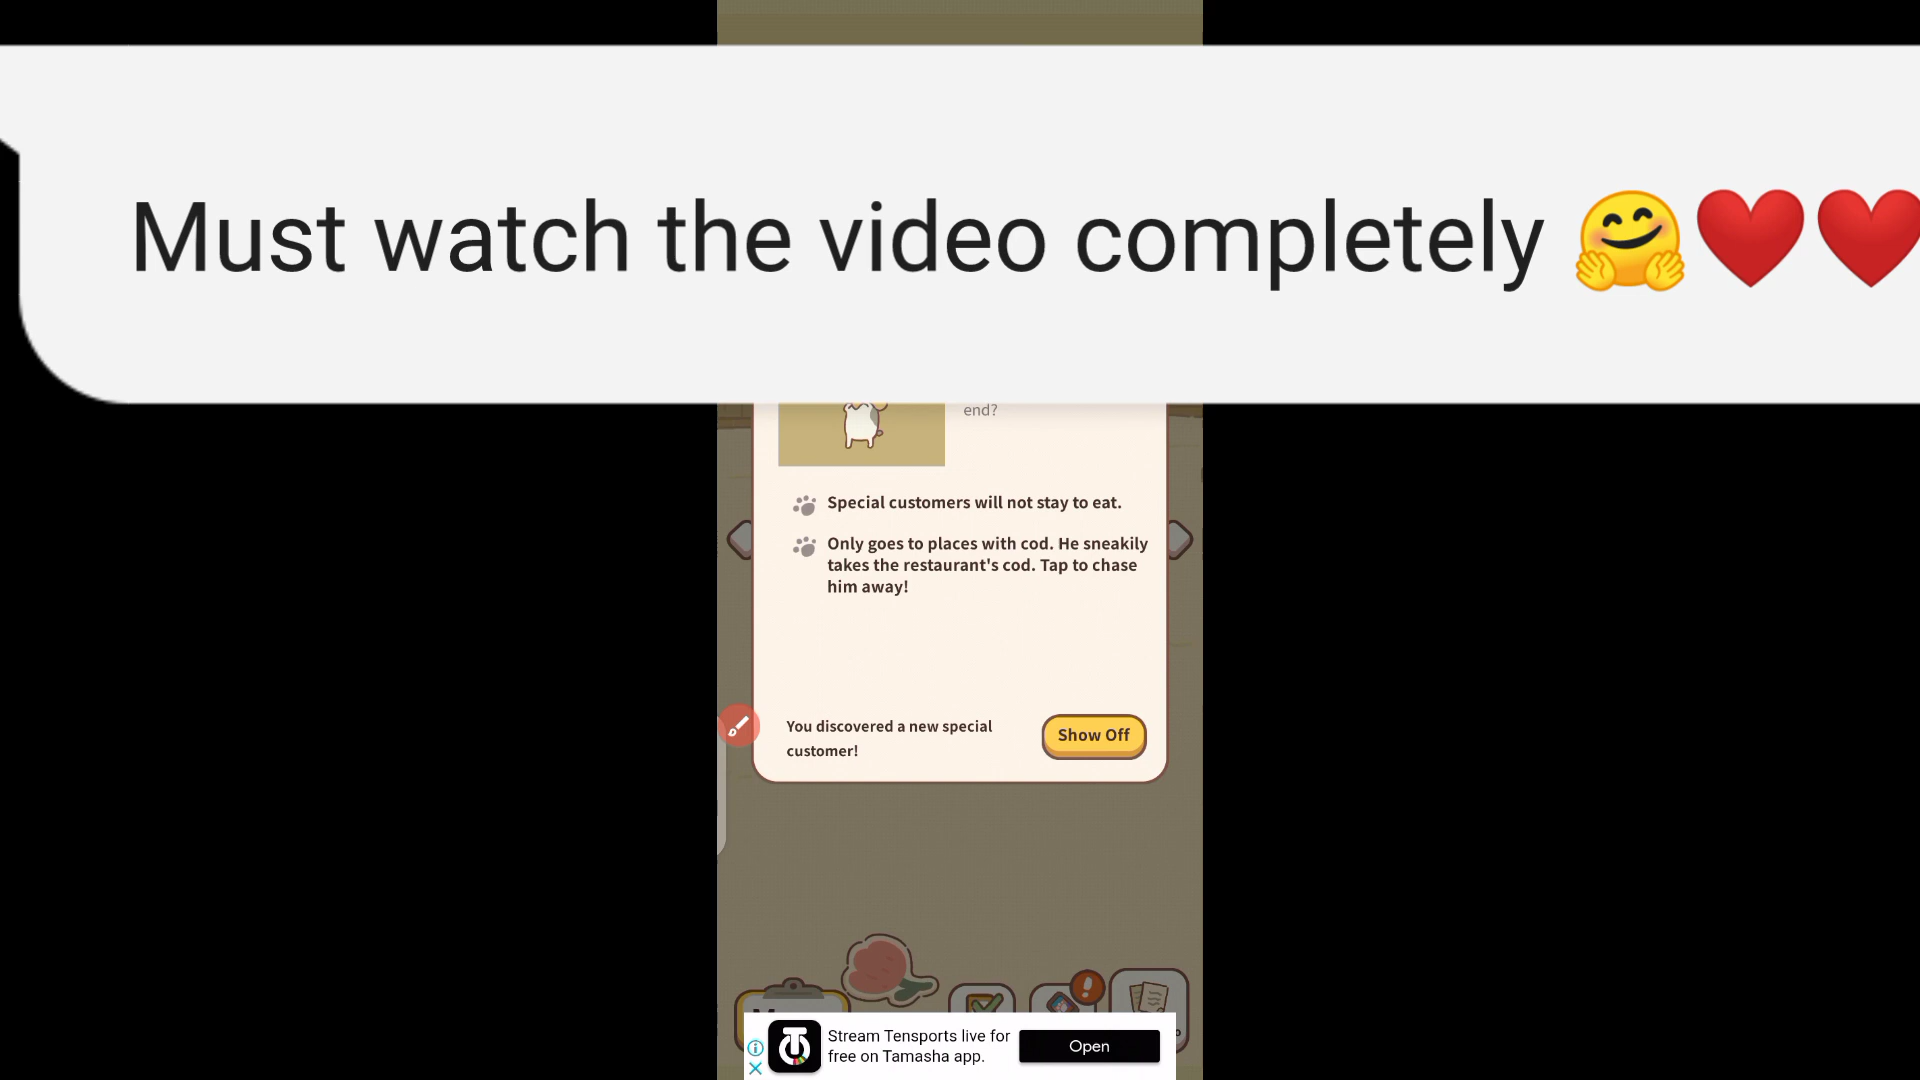 Must watch the video completely 🤗❤️❤️
end?
Special customers will not stay to eat.
Only goes to places with cod. He sneakily
takes the restaurant's cod. Tap to chase
him away!
You discovered a new special
customer!
Show Off
Stream Tensports live for
free on Tamasha app.
Open